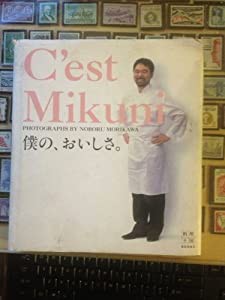 C'est
Mikuni
PHOTOGRAPHS BY NOBORU MORIKAWA
僕の、おいしさ。